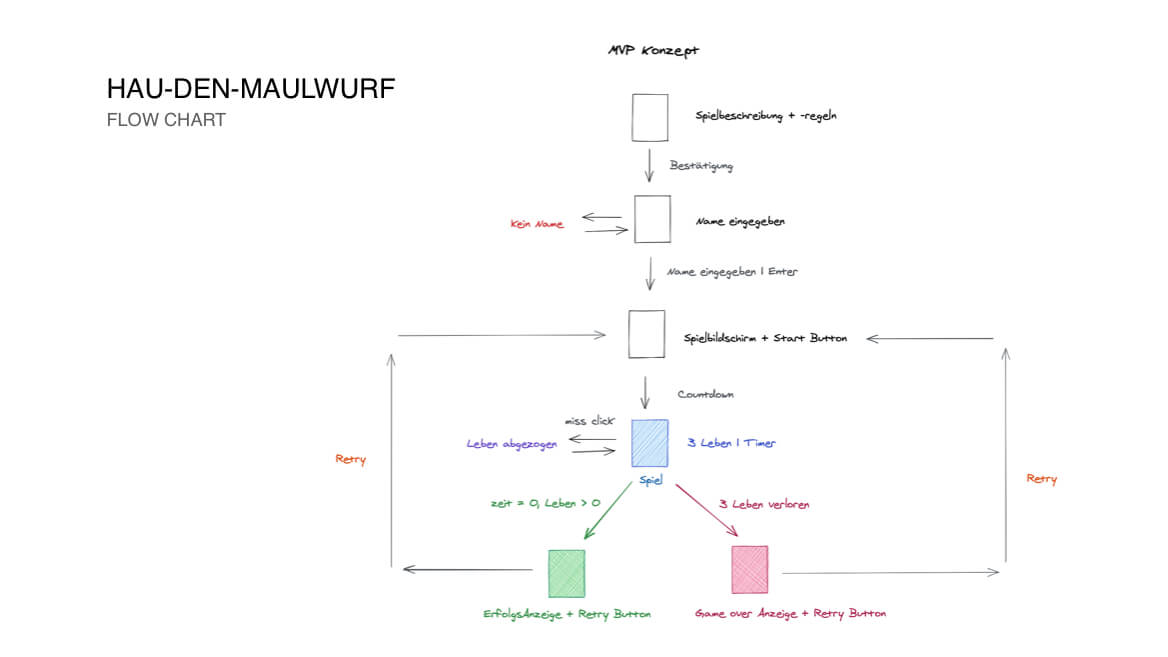 MVP Konzept
HAU-DEN-MAULWURF
FLOW CHART
Spielbeschreibung + -regeln
Bestätigung
Kein Name
Name eingegeben
Name eingegeben | Enter
Spielbildschirm + Start Button
Countdown
miss click
Leben abgezogen
3 Leben | Timer
Retry
Spiel
Retry
zeit = 0, Leben > 0
3 Leben verloren
ErfolgsAnzeige + Retry Button
Game over Anzeige + Retry Button